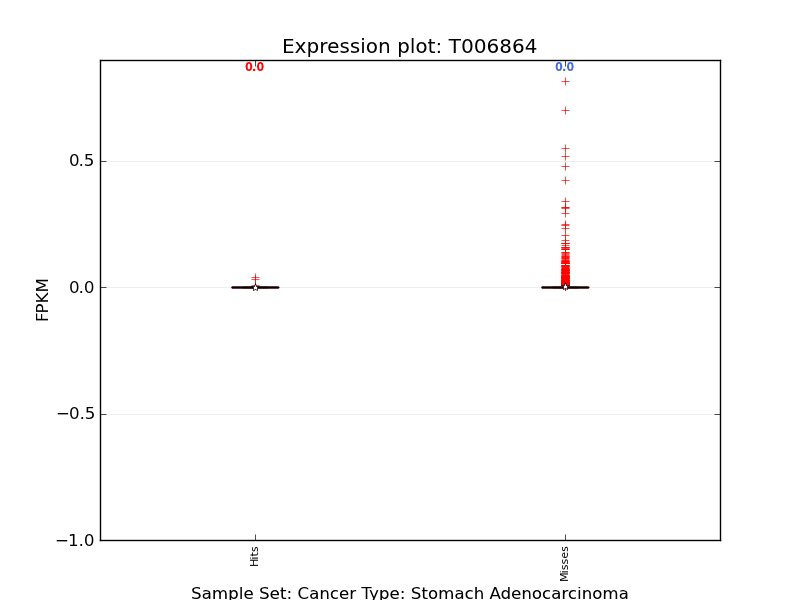 Expression plot: T006864
0.0
0.0
0.5
0.0
−0.5
−1.0
FPKM
Hits
Misses
Sample Set: Cancer Type: Stomach Adenocarcinoma